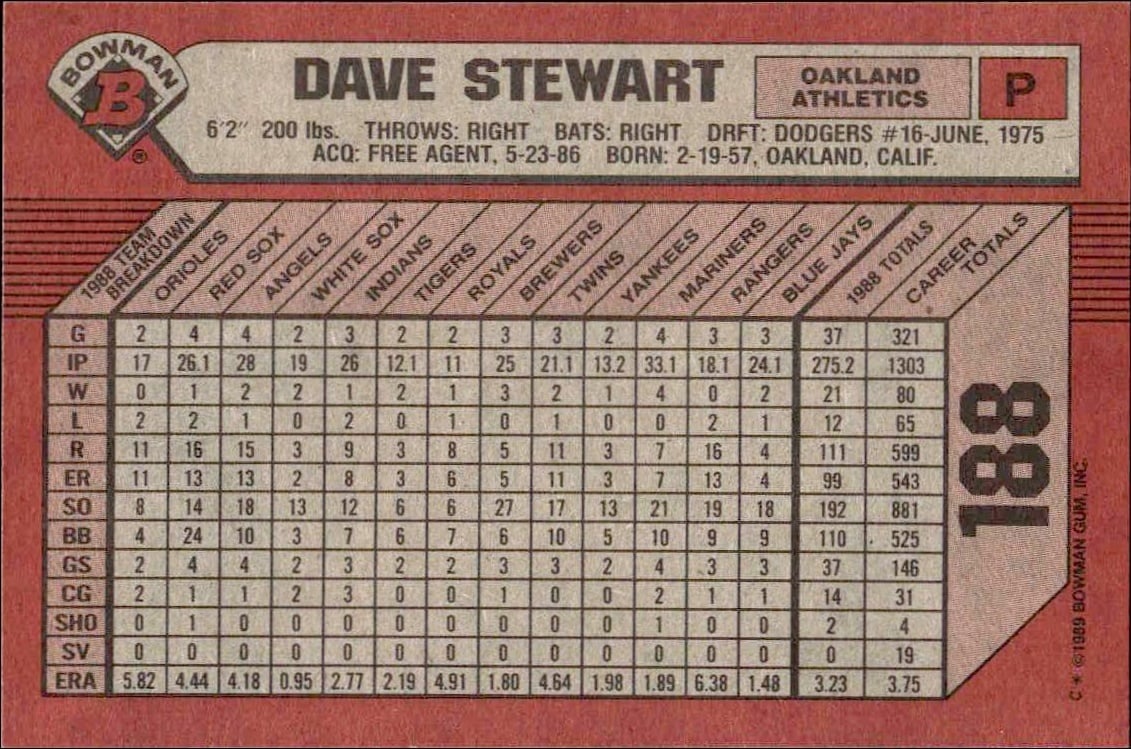 BOWMAN
B
®
DAVE STEWART
OAKLAND
ATHLETICS
P
6'2" 200 lbs. THROWS: RIGHT BATS: RIGHT DRFT: DODGERS #16-JUNE, 1975
ACQ: FREE AGENT, 5-23-86 BORN: 2-19-57, OAKLAND, CALIF.
1988 TEAM
BREAKDOWN
ORIOLES
RED SOX
ANGELS
WHITE SOX
INDIANS
TIGERS
ROYALS
BREWERS
TWINS
YANKEES
MARINERS
RANGERS
BLUE JAYS
1988 TOTALS
CAREER
TOTALS
G 2 4 4 2 3 2 2 3 3 2 4 3 3 37 321
IP 17 26.1 28 19 26 12.1 11 25 21.1 13.2 33.1 18.1 24.1 275.2 1303
W 0 1 2 2 1 2 1 3 2 1 4 0 2 21 80
L 2 2 1 0 2 0 1 0 1 0 0 2 1 12 65
R 11 16 15 3 9 3 8 5 11 3 7 16 4 111 599
ER 11 13 13 2 8 3 6 5 11 3 7 13 4 99 543
SO 8 14 18 13 12 6 6 27 17 13 21 19 18 192 881
BB 4 24 10 3 7 6 7 6 10 5 10 9 9 110 525
GS 2 4 4 2 3 2 2 3 3 2 4 3 3 37 146
CG 2 1 1 2 3 0 0 1 0 0 2 1 1 14 31
SHO 0 1 0 0 0 0 0 0 0 0 1 0 0 2 4
SV 0 0 0 0 0 0 0 0 0 0 0 0 0 0 19
ERA 5.82 4.44 4.18 0.95 2.77 2.19 4.91 1.80 4.64 1.98 1.89 6.38 1.48 3.23 3.75
188
C * ©1989 BOWMAN GUM, INC.